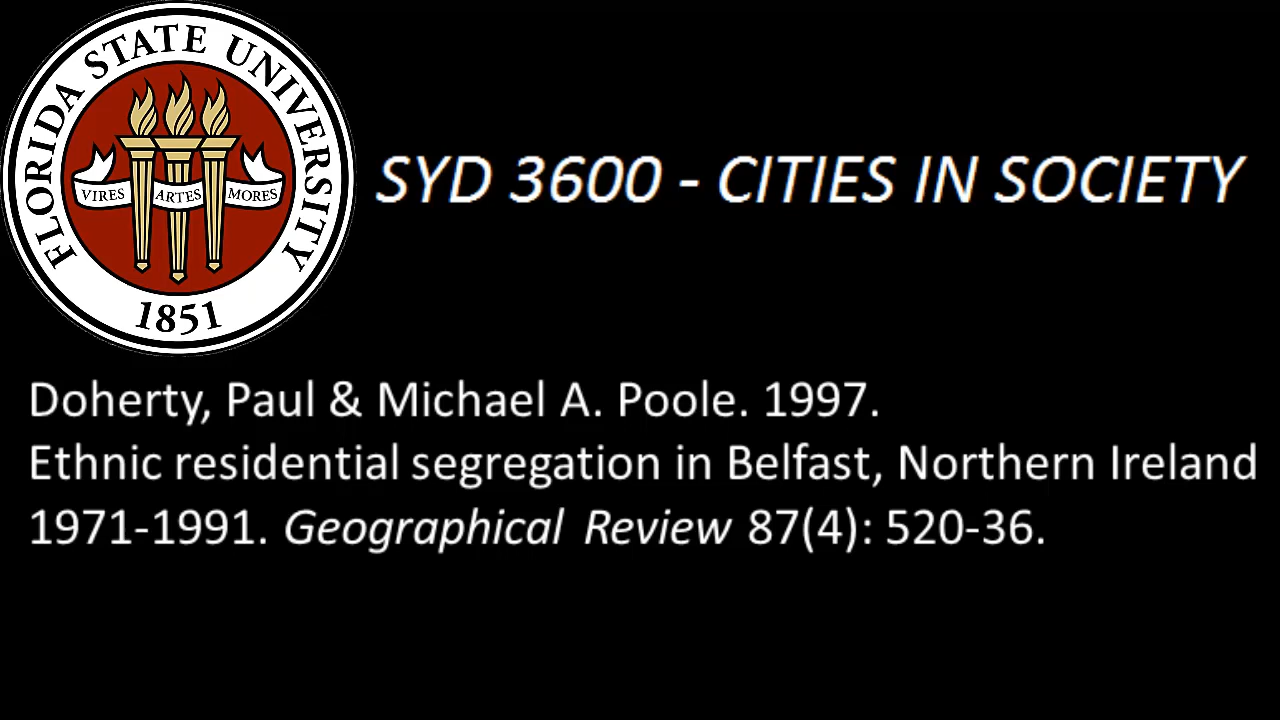 FLORIDA STATE UNIVERSITY
VIRES ARTES MORES
1851
SYD 3600 - CITIES IN SOCIETY
Doherty, Paul & Michael A. Poole. 1997.
Ethnic residential segregation in Belfast, Northern Ireland
1971-1991. Geographical Review 87(4): 520-36.